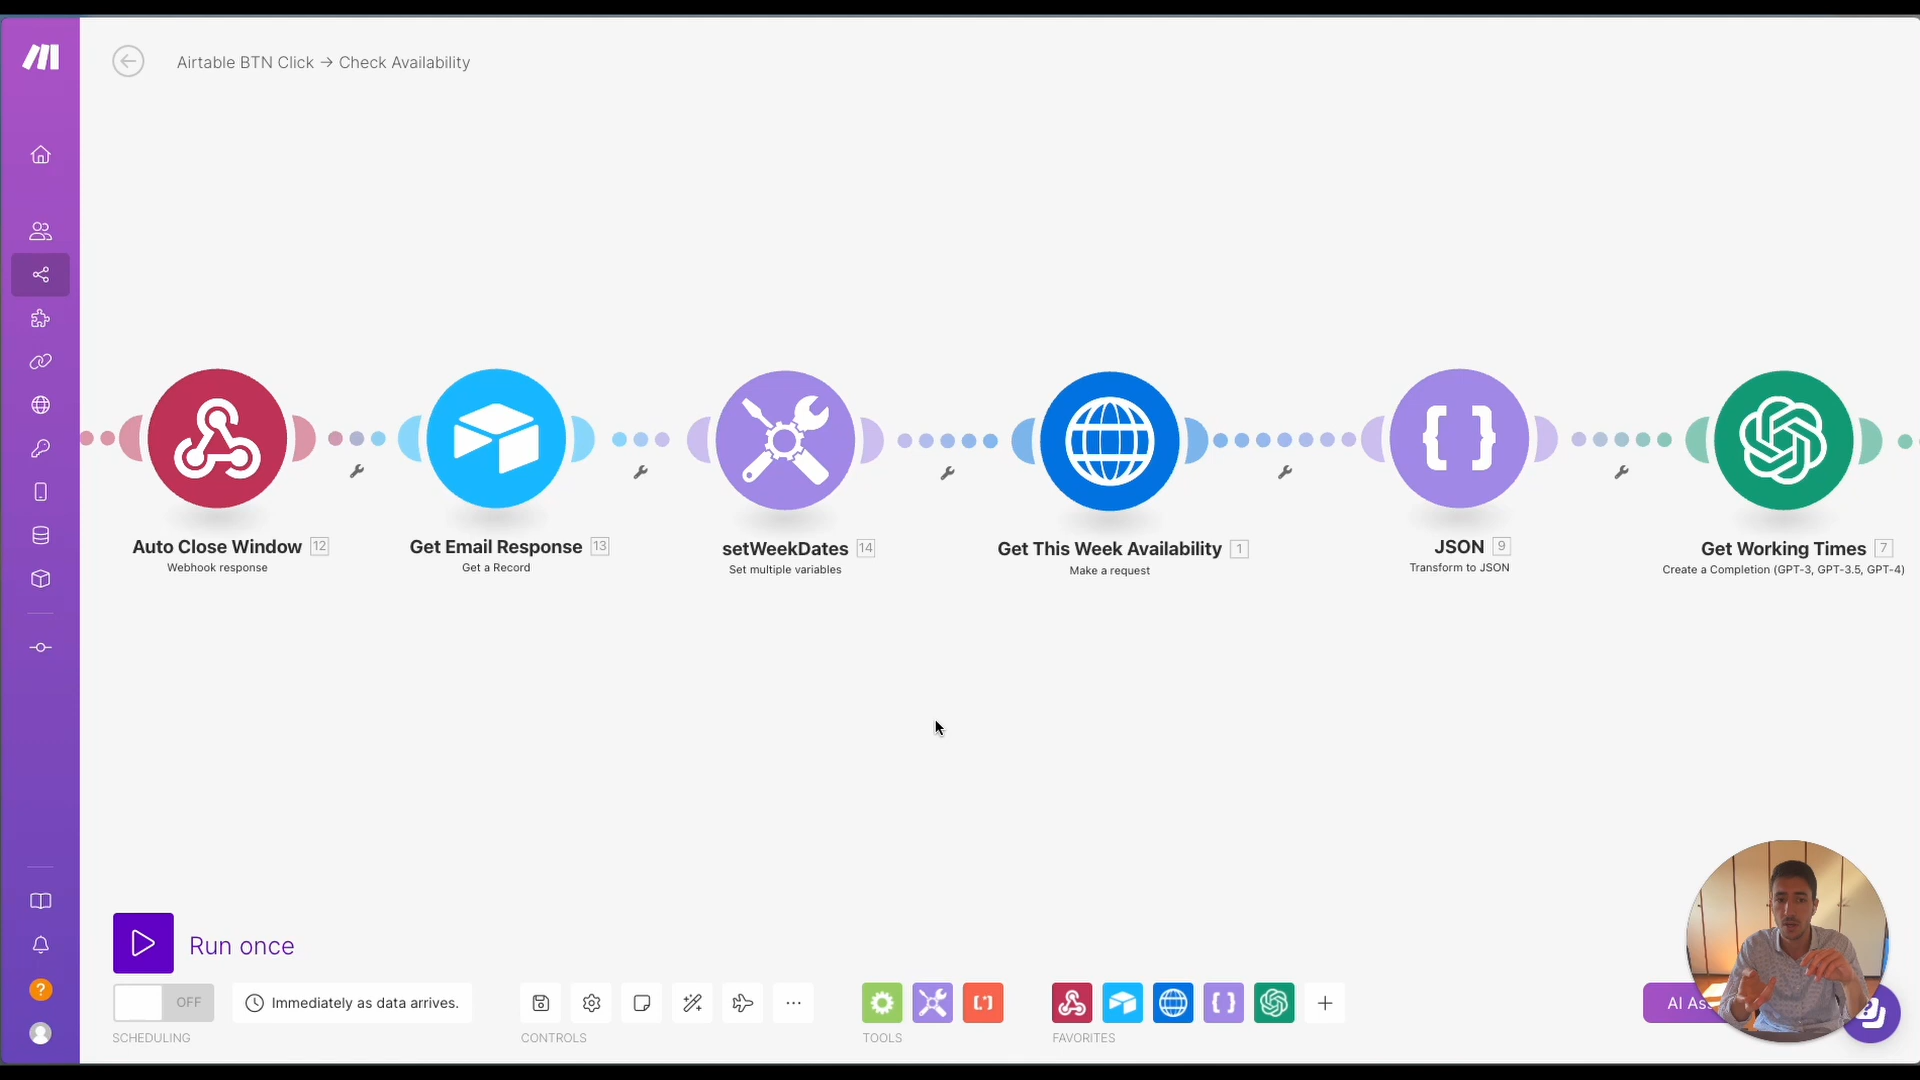 Airtable BTN Click → Check Availability
Auto Close Window 12
Webhook response
Get Email Response 13
Get a Record
setWeekDates 14
Set multiple variables
Get This Week Availability 1
Make a request
JSON 9
Transform to JSON
Get Working Times 7
Create a Completion (GPT-3, GPT-3.5, GPT-4)
Run once
OFF
Immediately as data arrives.
SCHEDULING
CONTROLS
TOOLS
FAVORITES
AI